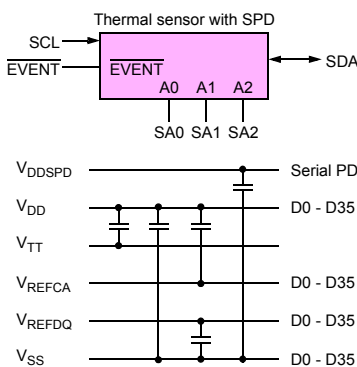 Thermal sensor with SPD
SCL
EVENT EVENT
SDA
A0 A1 A2
SA0 SA1 SA2
VDDSPD Serial PD
VDD D0 - D35
VTT
VREFCA D0 - D35
VREFDQ D0 - D35
VSS D0 - D35